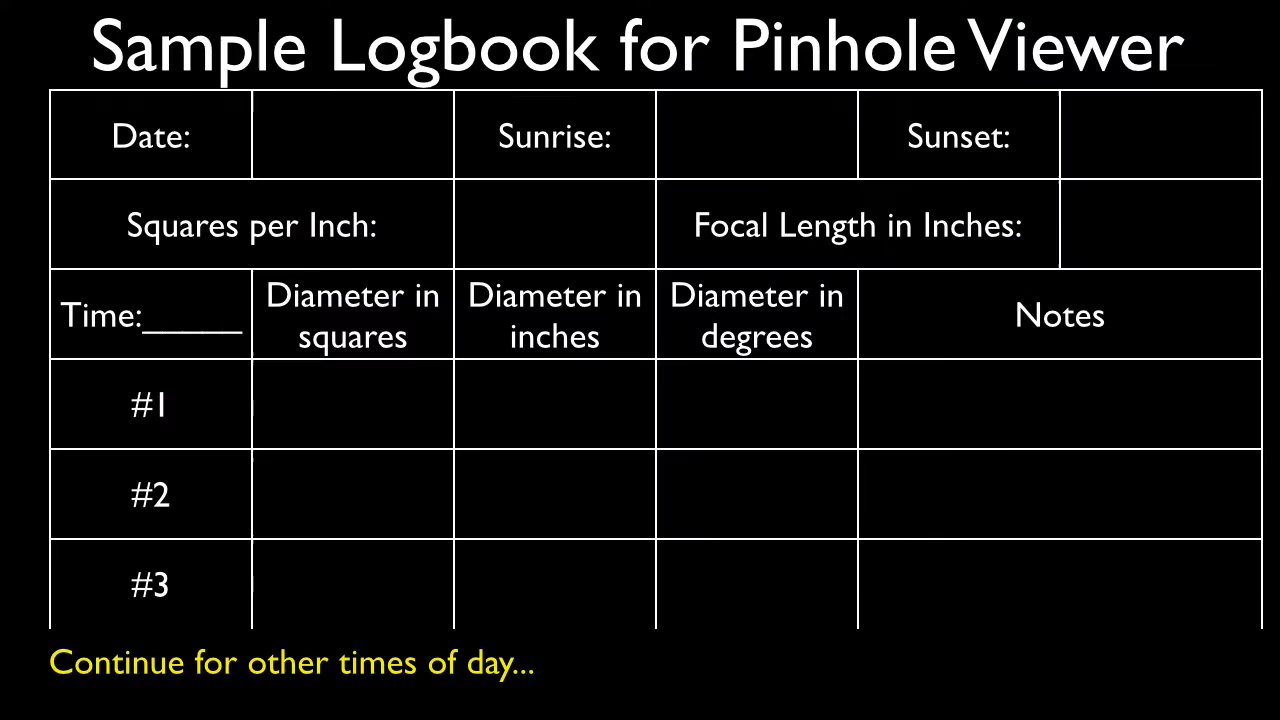 Sample Logbook for Pinhole Viewer
Date: Sunrise: Sunset:
Squares per Inch: Focal Length in Inches:
Time:_____ Diameter in squares Diameter in inches Diameter in degrees Notes
#1
#2
#3
Continue for other times of day...